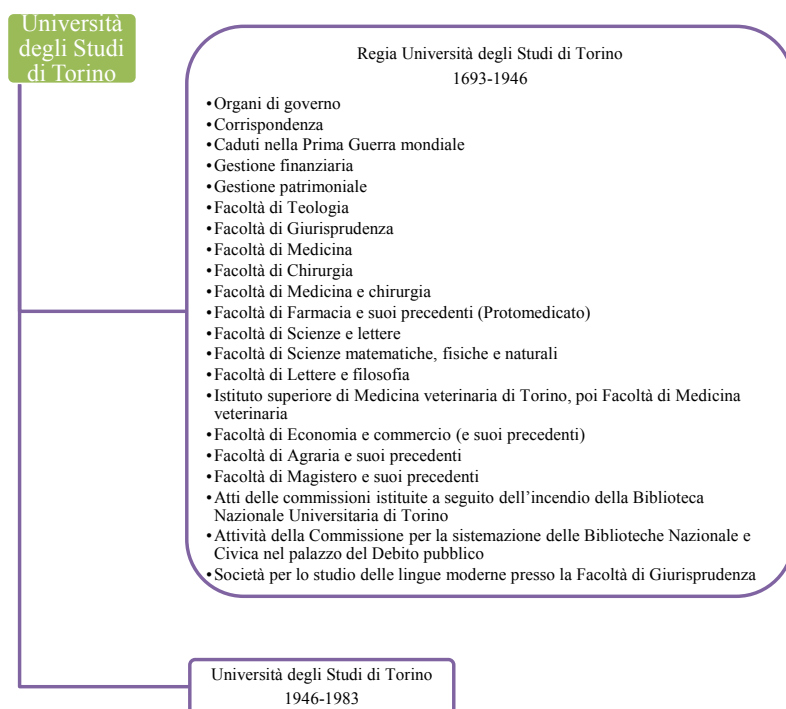 Università
degli Studi
di Torino
Regia Università degli Studi di Torino
1693-1946
•Organi di governo
•Corrispondenza
•Caduti nella Prima Guerra mondiale
•Gestione finanziaria
•Gestione patrimoniale
•Facoltà di Teologia
•Facoltà di Giurisprudenza
•Facoltà di Medicina
•Facoltà di Chirurgia
•Facoltà di Medicina e chirurgia
•Facoltà di Farmacia e suoi precedenti (Protomedicato)
•Facoltà di Scienze e lettere
•Facoltà di Scienze matematiche, fisiche e naturali
•Facoltà di Lettere e filosofia
•Istituto superiore di Medicina veterinaria di Torino, poi Facoltà di Medicina
veterinaria
•Facoltà di Economia e commercio (e suoi precedenti)
•Facoltà di Agraria e suoi precedenti
•Facoltà di Magistero e suoi precedenti
•Atti delle commissioni istituite a seguito dell’incendio della Biblioteca
Nazionale Universitaria di Torino
•Attività della Commissione per la sistemazione delle Biblioteche Nazionale e
Civica nel palazzo del Debito pubblico
•Società per lo studio delle lingue moderne presso la Facoltà di Giurisprudenza
Università degli Studi di Torino
1946-1983